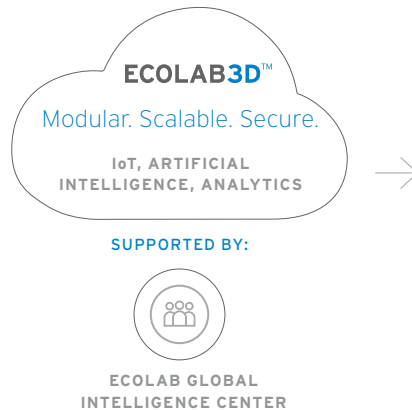 ECOLAB3D™
Modular. Scalable. Secure.
IoT, ARTIFICIAL
INTELLIGENCE, ANALYTICS
SUPPORTED BY:
ECOLAB GLOBAL
INTELLIGENCE CENTER